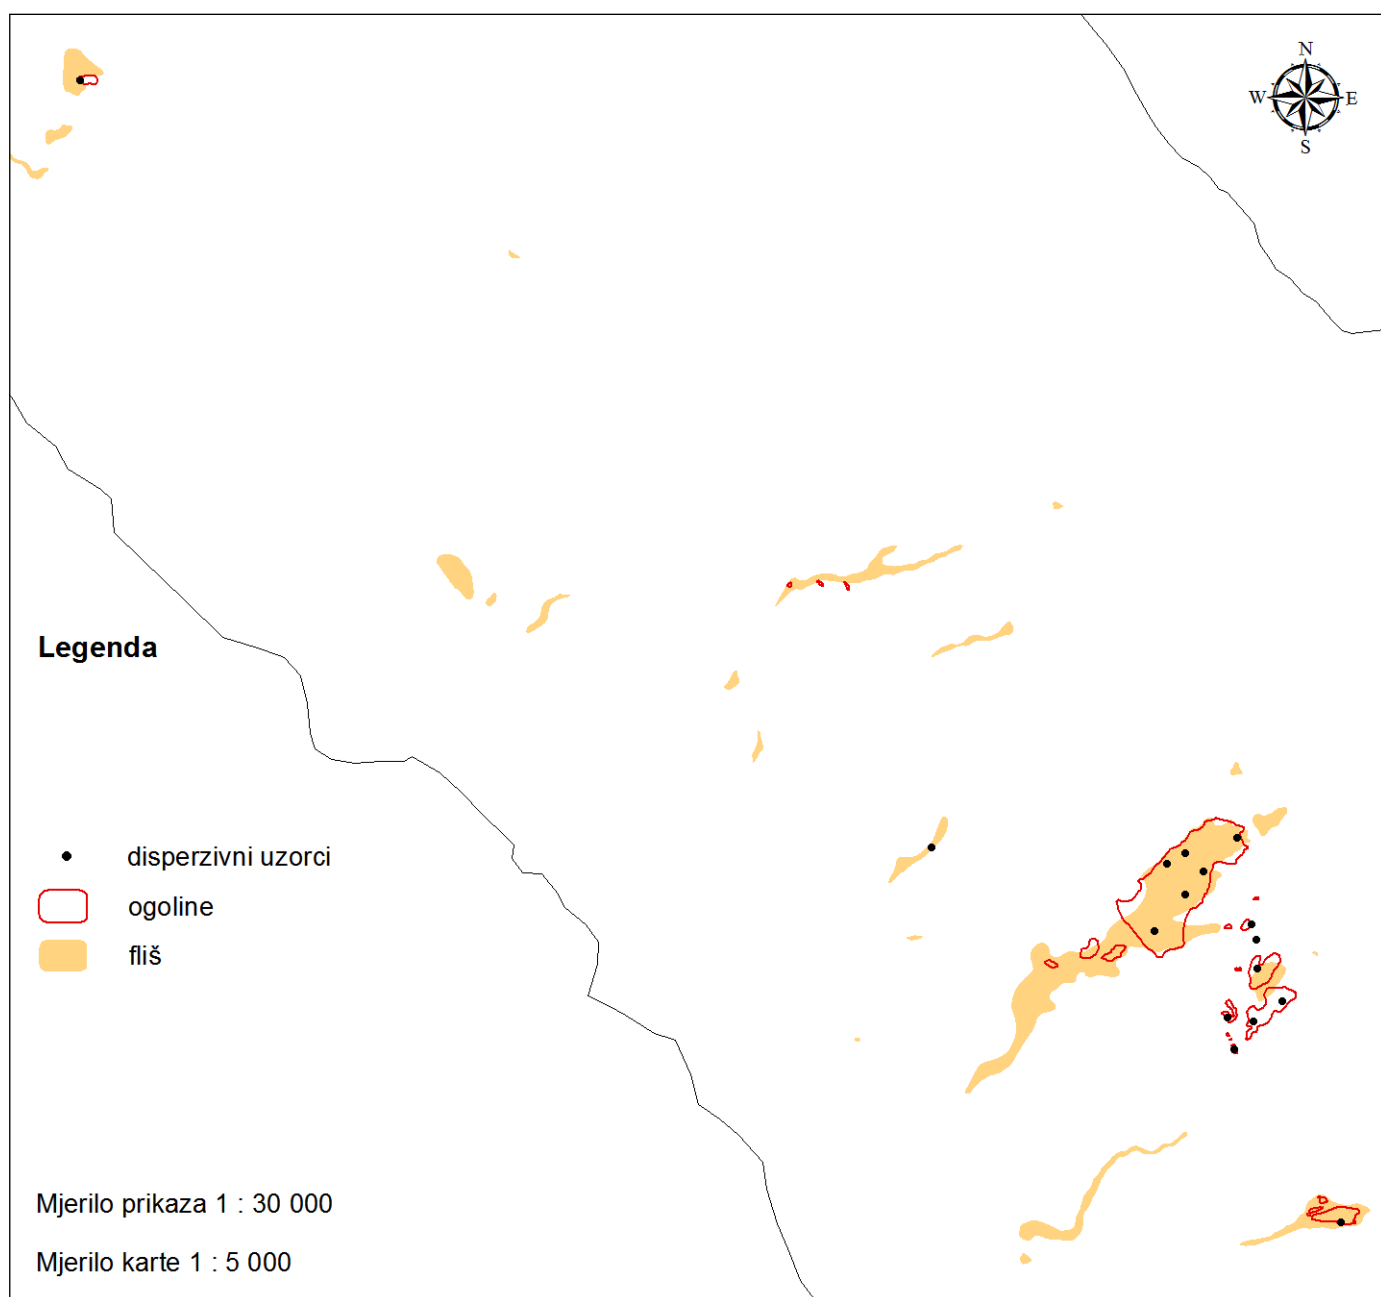 N
W E
S
Legenda
disperzivni uzorci
ogoline
fliš
Mjerilo prikaza 1 : 30 000
Mjerilo karte 1 : 5 000